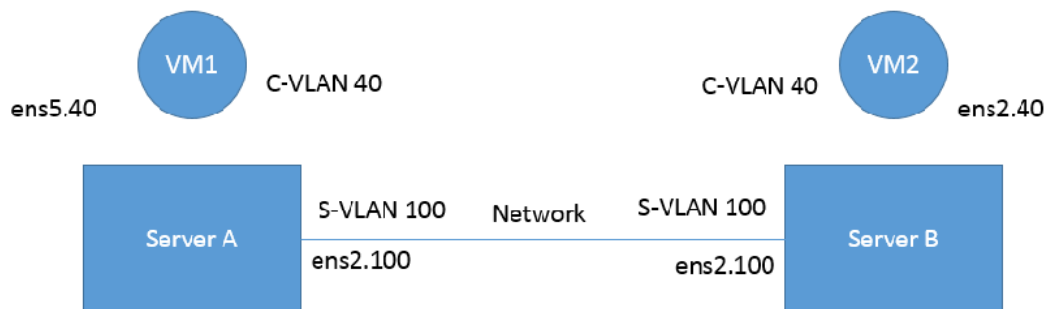 VM1
VM2
C-VLAN 40
C-VLAN 40
ens5.40
ens2.40
S-VLAN 100
Network
S-VLAN 100
Server A
Server B
ens2.100
ens2.100